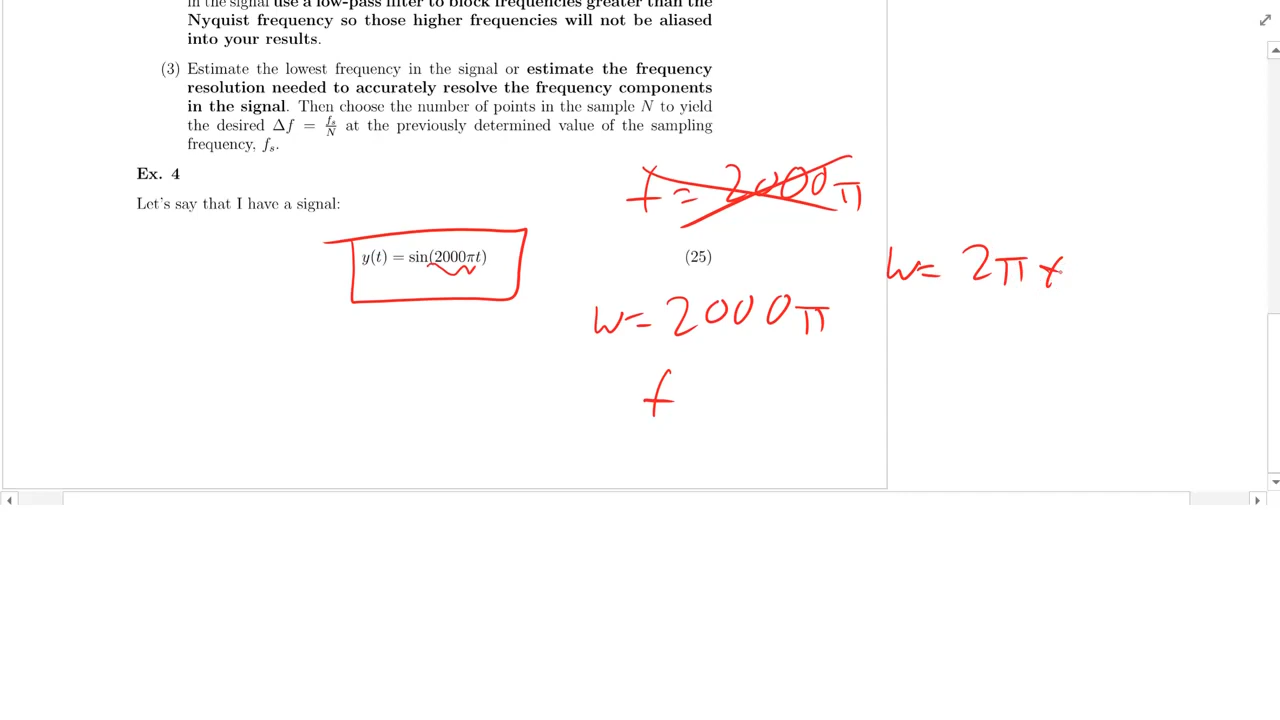 in the signal use a low-pass filter to block frequencies greater than the
Nyquist frequency so those higher frequencies will not be aliased
into your results.
(3) Estimate the lowest frequency in the signal or estimate the frequency
resolution needed to accurately resolve the frequency components
in the signal. Then choose the number of points in the sample N to yield
the desired Δf = fs/N at the previously determined value of the sampling
frequency, fs.
Ex. 4
f = 2000π
Let's say that I have a signal:
y(t) = sin(2000πt) (25)
w = 2π f
w = 2000π
f